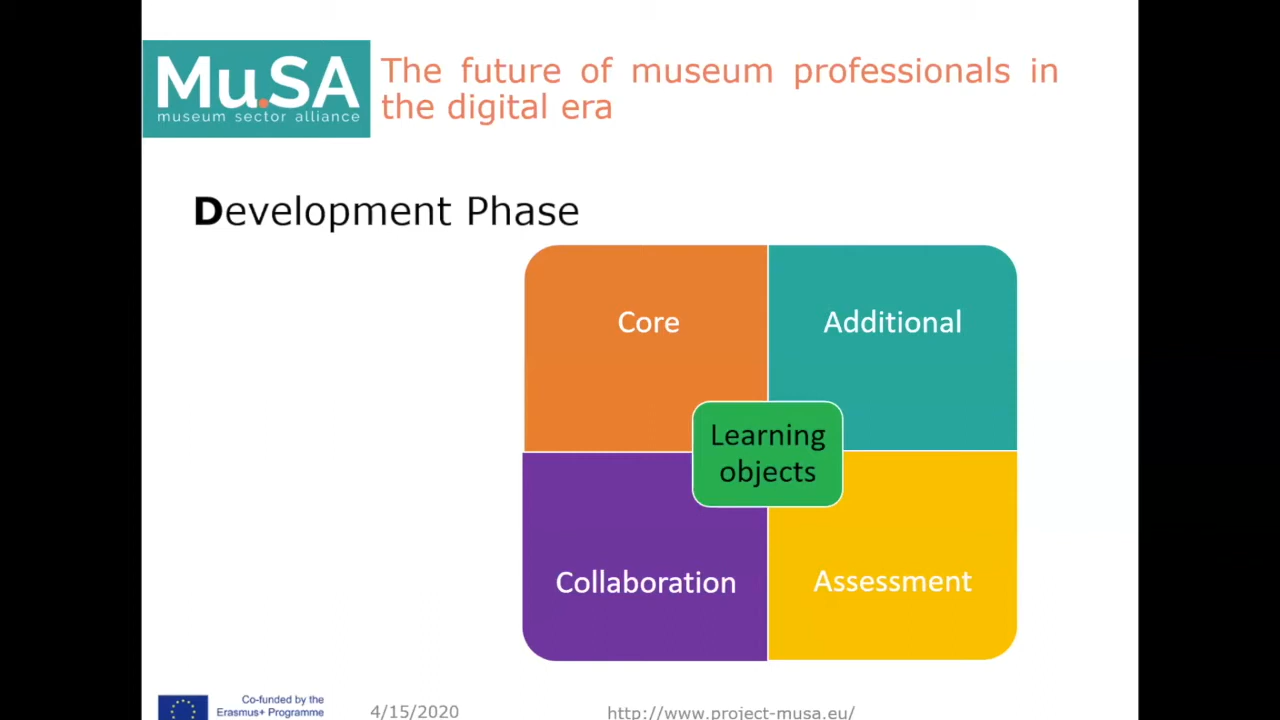 Mu.SA
museum sector alliance
The future of museum professionals in
the digital era
Development Phase
Core
Additional
Learning
objects
Collaboration
Assessment
Co-funded by the
Erasmus+ Programme
4/15/2020
http://www.project-musa.eu/